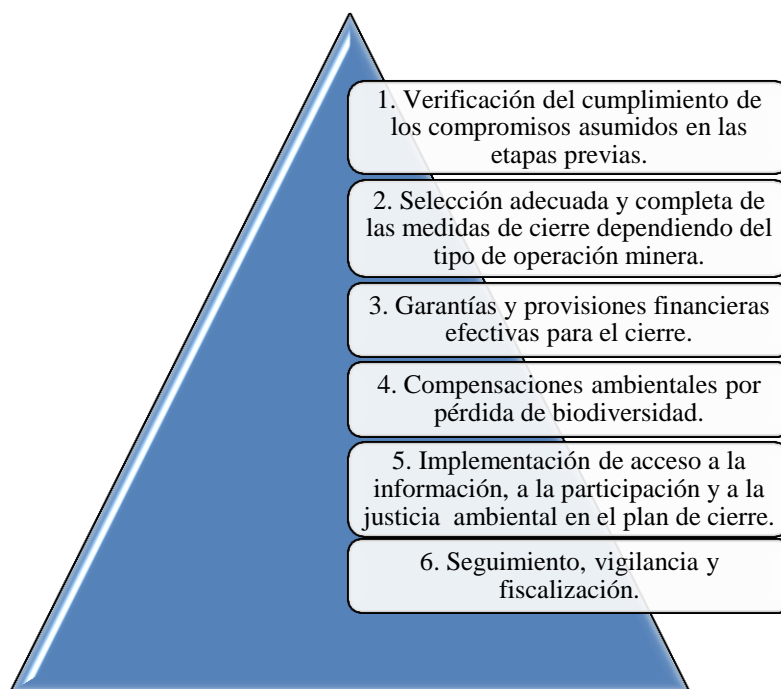 1. Verificación del cumplimiento de
los compromisos asumidos en las
etapas previas.
2. Selección adecuada y completa de
las medidas de cierre dependiendo del
tipo de operación minera.
3. Garantías y provisiones financieras
efectivas para el cierre.
4. Compensaciones ambientales por
pérdida de biodiversidad.
5. Implementación de acceso a la
información, a la participación y a la
justicia  ambiental en el plan de cierre.
6. Seguimiento, vigilancia y
fiscalización.